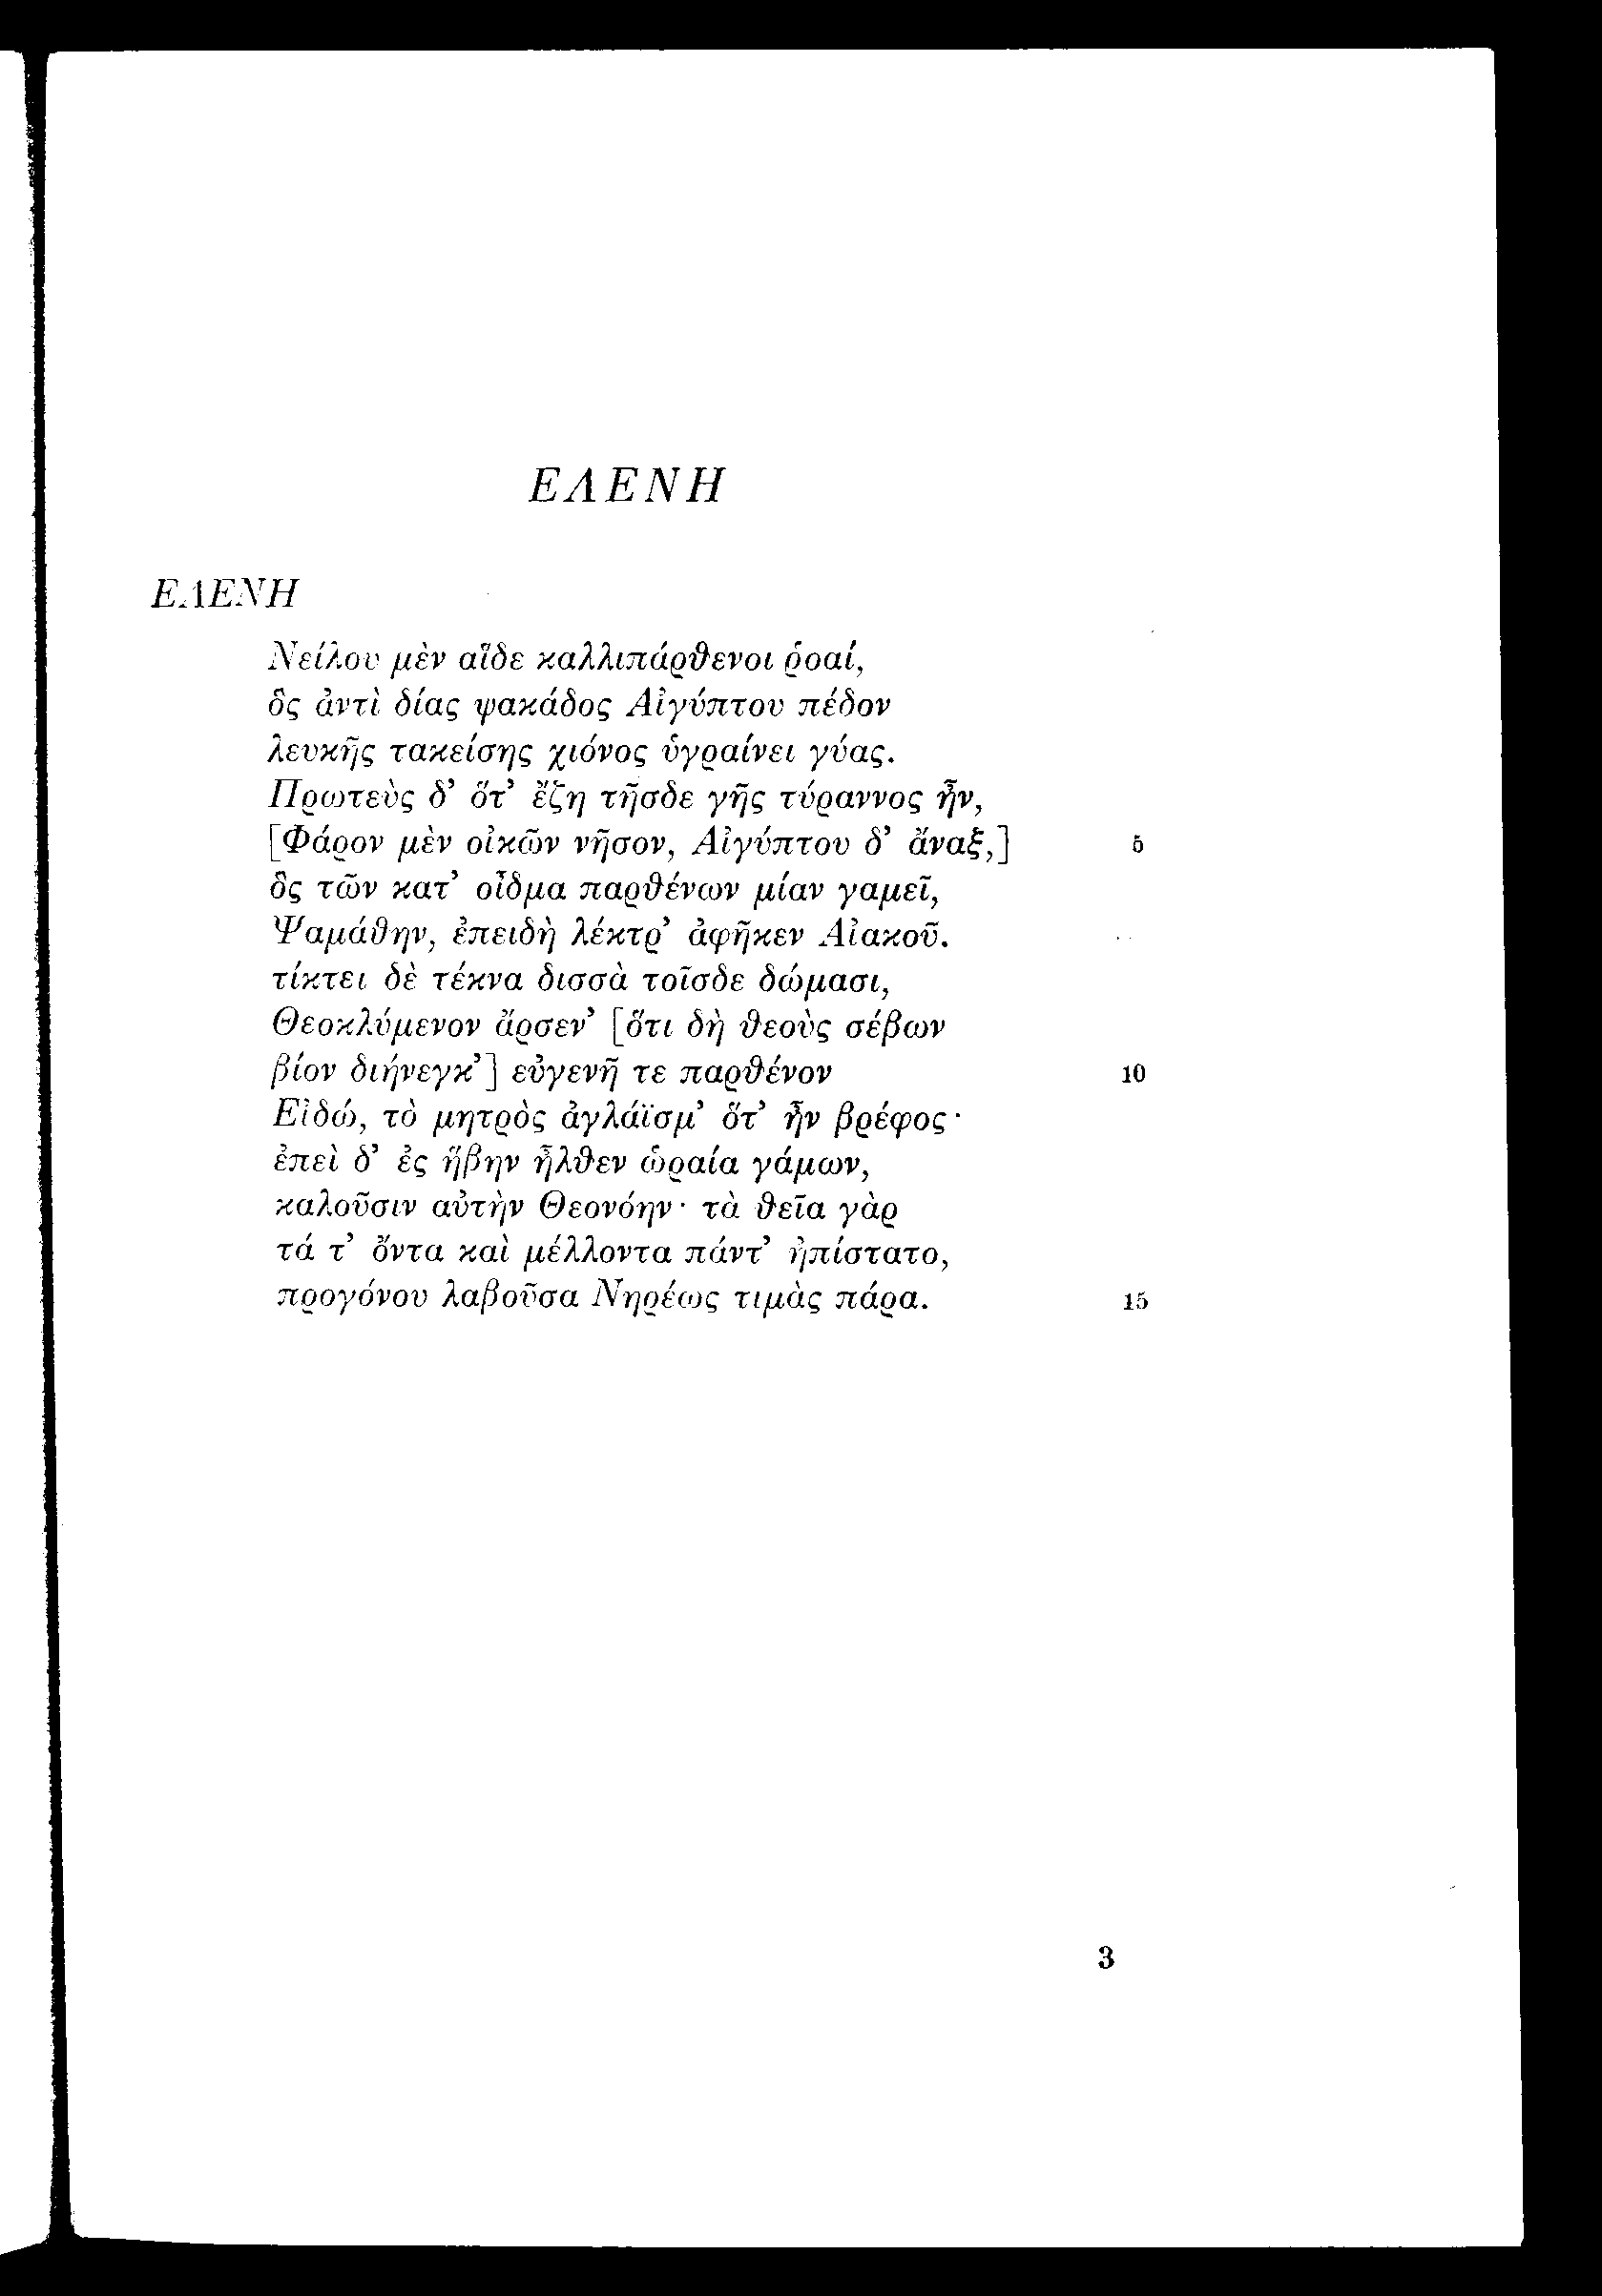 ΕΛΕΝΗ
ΕΛΕΝΗ
Νείλου μὲν αἵδε καλλιπάρθενοι ῥοαί,
ὃς ἀντὶ δίας ψακάδος Αἰγύπτου πέδον
λευκῆς τακείσης χιόνος ὑγραίνει γύας.
Πρωτεὺς δ’ ὅτ’ ἔζη τῆσδε γῆς τύραννος ἦν,
[Φάρον μὲν οἰκῶν νῆσον, Αἰγύπτου δ’ ἄναξ,] 5
ὃς τῶν κατ’ οἶδμα παρθένων μίαν γαμεῖ,
Ψαμάθην, ἐπειδὴ λέκτρ’ ἀφῆκεν Αἰακοῦ.
τίκτει δὲ τέκνα δισσὰ τοῖσδε δώμασι,
Θεοκλύμενον ἄρσεν’ [ὅτι δὴ θεοὺς σέβων
βίον διήνεγκ’] εὐγενῆ τε παρθένον 10
Εἰδώ, τὸ μητρὸς ἀγλάϊσμ’ ὅτ’ ἦν βρέφος·
ἐπεὶ δ’ ἐς ἥβην ἦλθεν ὡραία γάμων,
καλοῦσιν αὐτὴν Θεονόην· τὰ θεῖα γὰρ
τά τ’ ὄντα καὶ μέλλοντα πάντ’ ἠπίστατο,
προγόνου λαβοῦσα Νηρέως τιμὰς πάρα. 15
3